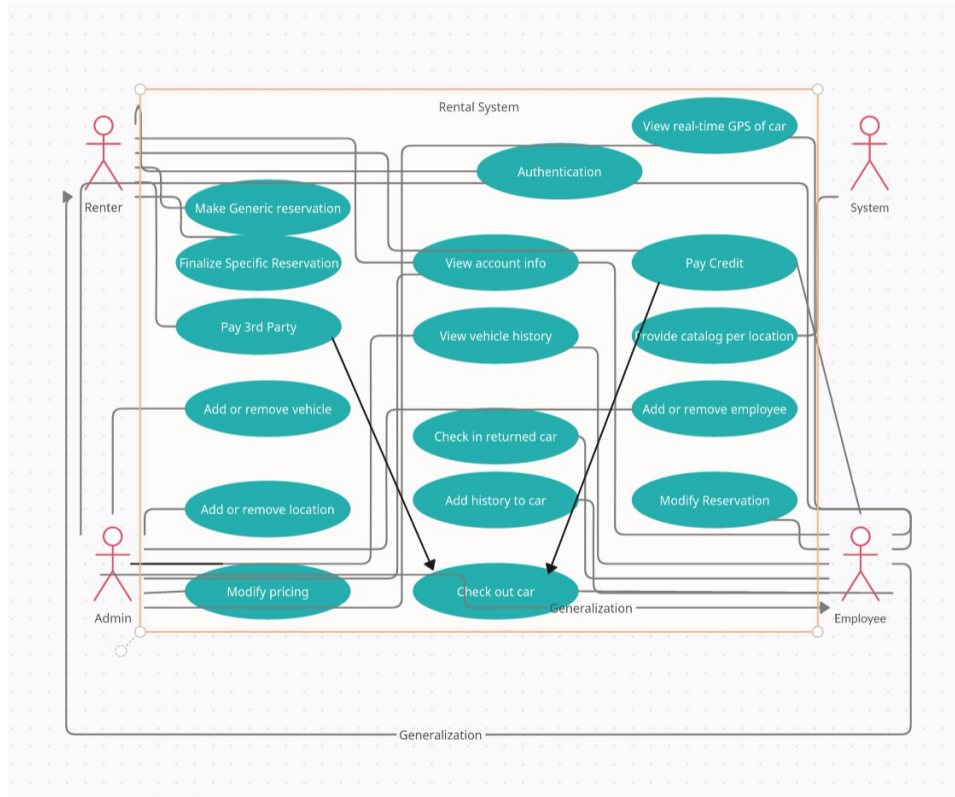 Rental System
View real-time GPS of car
Authentication
Renter
System
Make Generic reservation
Finalize Specific Reservation
View account info
Pay Credit
Pay 3rd Party
View vehicle history
Provide catalog per location
Add or remove vehicle
Add or remove employee
Check in returned car
Add history to car
Modify Reservation
Add or remove location
Modify pricing
Check out car
Generalization
Admin
Employee
Generalization